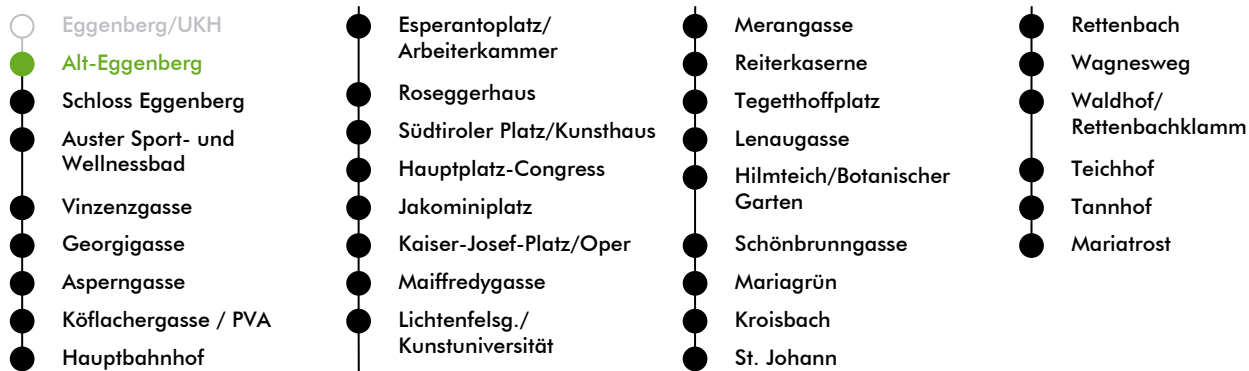 Eggenberg/UKH
Alt-Eggenberg
Schloss Eggenberg
Auster Sport- und
Wellnessbad
Vinzenzgasse
Georgigasse
Asperngasse
Köflachergasse / PVA
Hauptbahnhof
Esperantoplatz/
Arbeiterkammer
Roseggerhaus
Südtiroler Platz/Kunsthaus
Hauptplatz-Congress
Jakominiplatz
Kaiser-Josef-Platz/Oper
Maiffredygasse
Lichtenfelsg./
Kunstuniversität
Merangasse
Reiterkaserne
Tegetthoffplatz
Lenaugasse
Hilmteich/Botanischer
Garten
Schönbrunngasse
Mariagrün
Kroisbach
St. Johann
Rettenbach
Wagnesweg
Waldhof/
Rettenbachklamm
Teichhof
Tannhof
Mariatrost